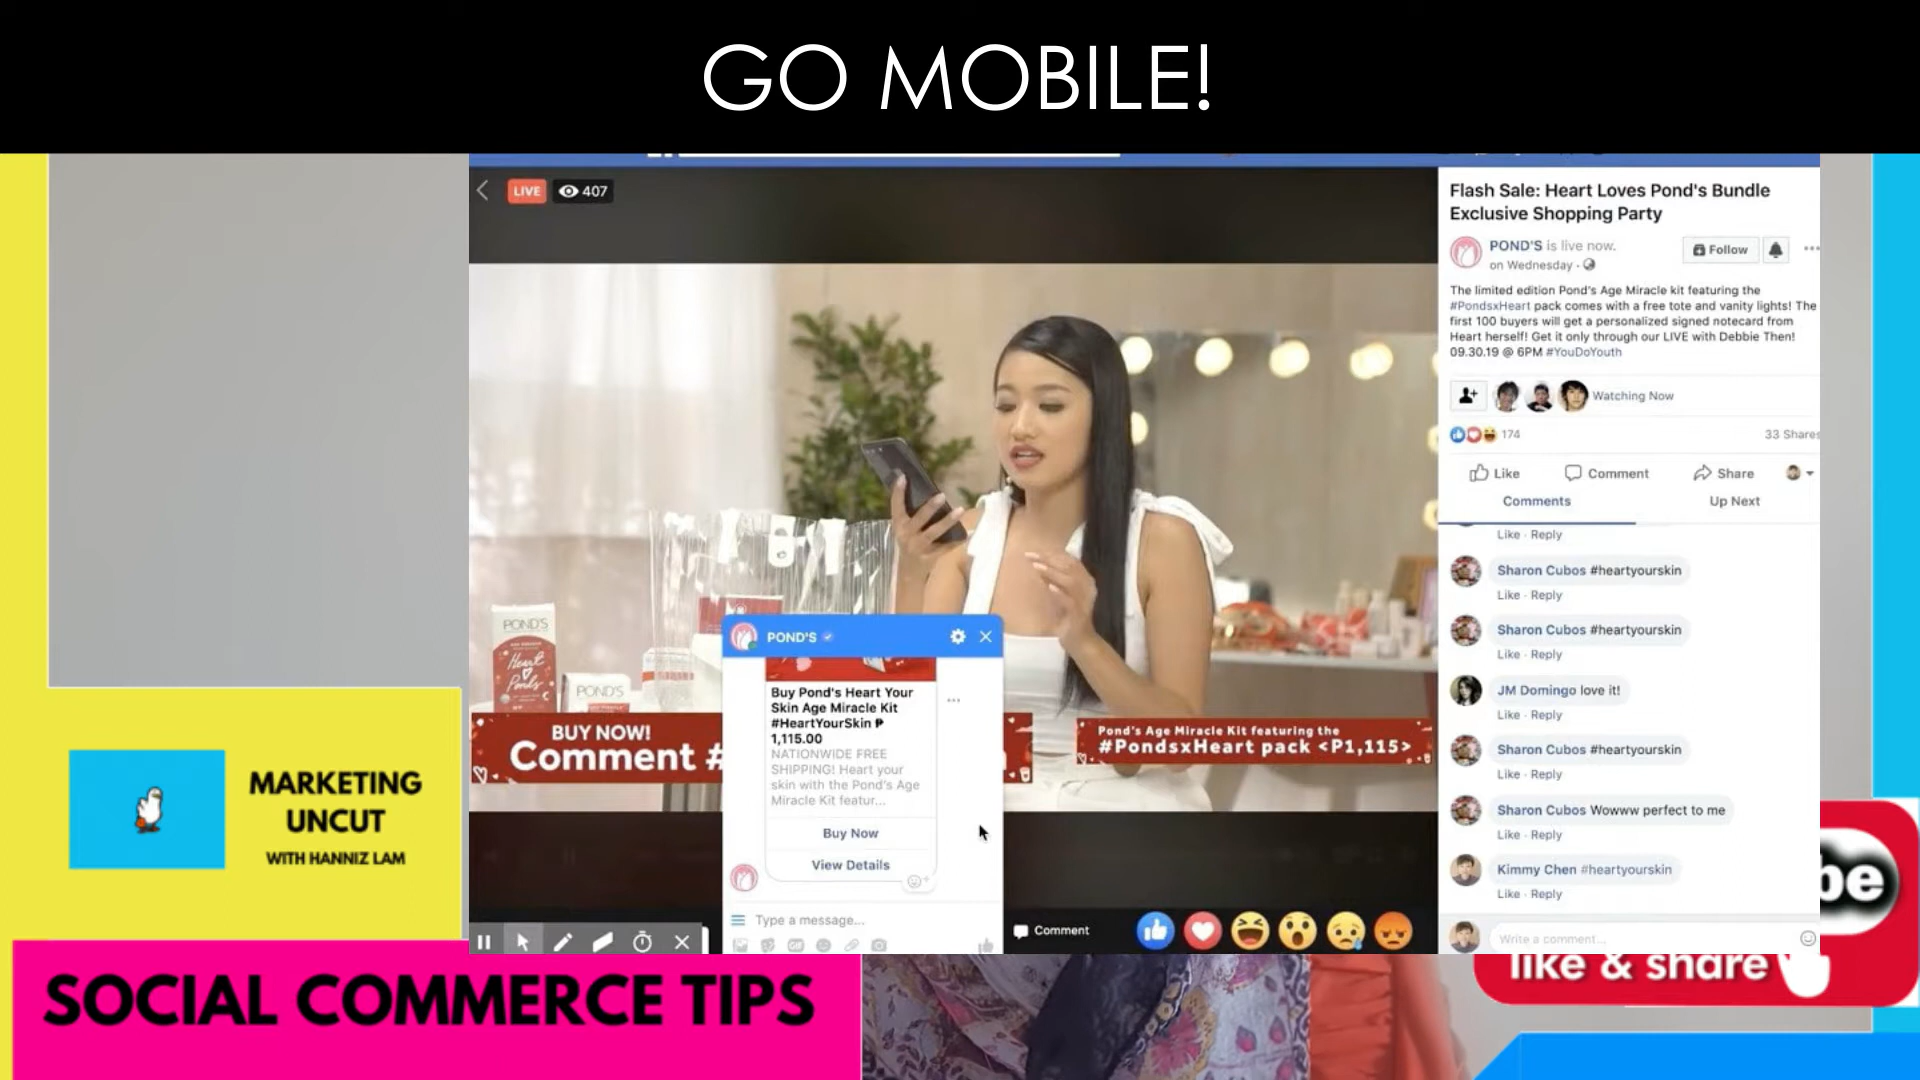 GO MOBILE!
LIVE
407
Flash Sale: Heart Loves Pond's Bundle
Exclusive Shopping Party
POND'S is live now.
on Wednesday ·
Follow
The limited edition Pond's Age Miracle kit featuring the
#PondsxHeart pack comes with a free tote and vanity lights! The
first 100 buyers will get a personalized signed notecard from
Heart herself! Get it only through our LIVE with Debbie Then!
09.30.19 @ 6PM #YouDoYouth
Watching Now
174
33 Shares
Like
Comment
Share
Comments
Up Next
Like · Reply
Sharon Cubos #heartyourskin
Like · Reply
Sharon Cubos #heartyourskin
Like · Reply
JM Domingo love it!
Like · Reply
Sharon Cubos #heartyourskin
Like · Reply
Sharon Cubos Wowww perfect to me
Like · Reply
Kimmy Chen #heartyourskin
Like · Reply
Write a comment...
POND'S
Heart
Ponds
POND'S
BUY NOW!
Comment #
POND'S
Buy Pond's Heart Your
Skin Age Miracle Kit
#HeartYourSkin ₱
1,115.00
NATIONWIDE FREE
SHIPPING! Heart your
skin with the Pond's Age
Miracle Kit featur...
Buy Now
View Details
Type a message...
GIF
Pond's Age Miracle Kit featuring the
#PondsxHeart pack <P1,115>
Comment
MARKETING
UNCUT
WITH HANNIZ LAM
SOCIAL COMMERCE TIPS
be
like & share